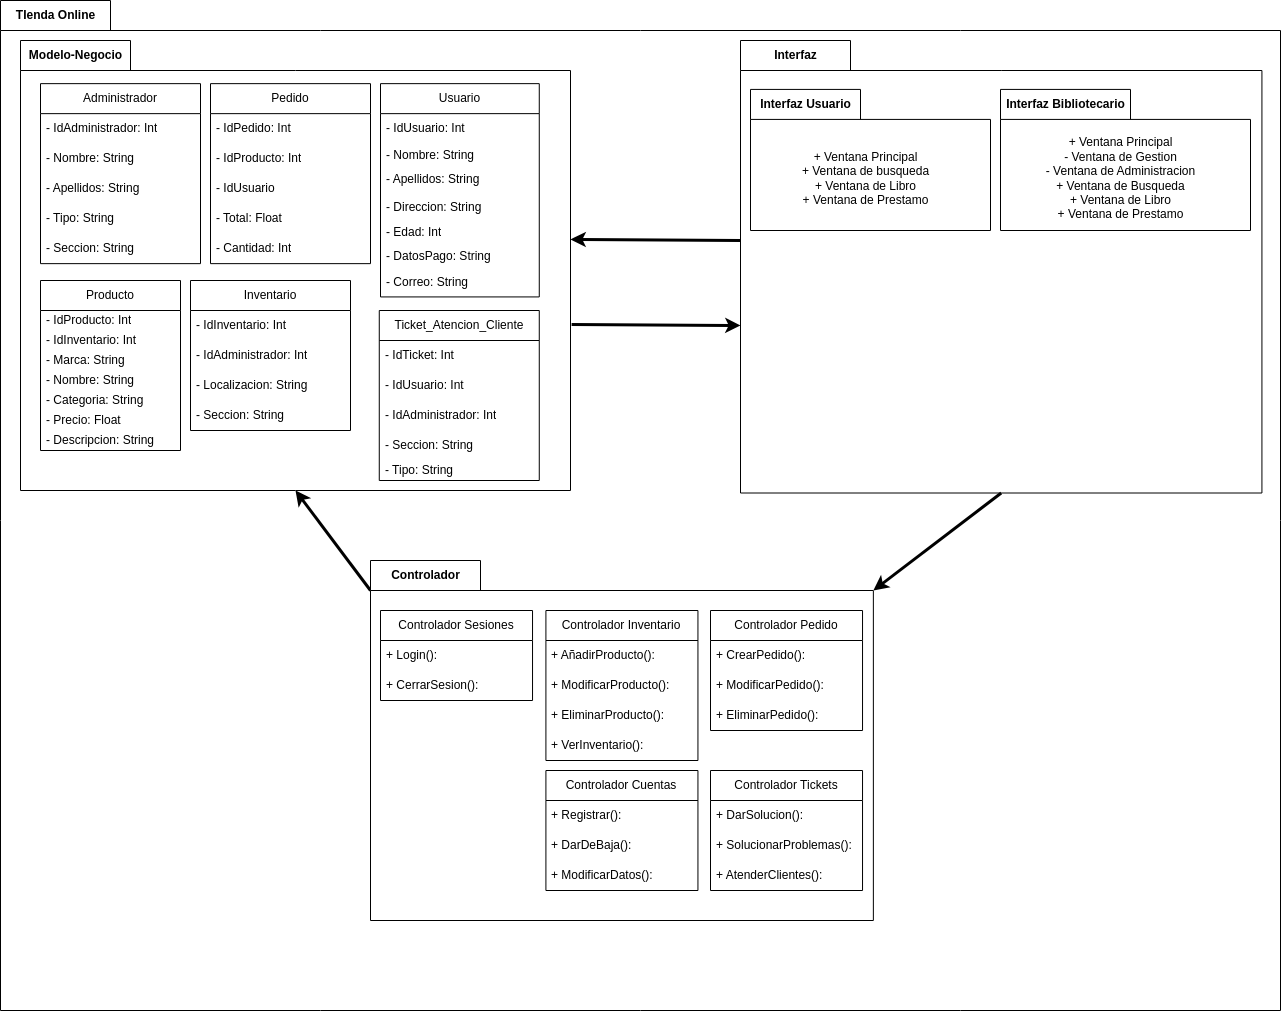 TIenda Online
Modelo-Negocio
Administrador
- IdAdministrador: Int
- Nombre: String
- Apellidos: String
- Tipo: String
- Seccion: String
Pedido
- IdPedido: Int
- IdProducto: Int
- IdUsuario
- Total: Float
- Cantidad: Int
Usuario
- IdUsuario: Int
- Nombre: String
- Apellidos: String
- Direccion: String
- Edad: Int
- DatosPago: String
- Correo: String
Producto
- IdProducto: Int
- IdInventario: Int
- Marca: String
- Nombre: String
- Categoria: String
- Precio: Float
- Descripcion: String
Inventario
- IdInventario: Int
- IdAdministrador: Int
- Localizacion: String
- Seccion: String
Ticket_Atencion_Cliente
- IdTicket: Int
- IdUsuario: Int
- IdAdministrador: Int
- Seccion: String
- Tipo: String
Interfaz
Interfaz Usuario
+ Ventana Principal
+ Ventana de busqueda
+ Ventana de Libro
+ Ventana de Prestamo
Interfaz Bibliotecario
+ Ventana Principal
- Ventana de Gestion
- Ventana de Administracion
+ Ventana de Busqueda
+ Ventana de Libro
+ Ventana de Prestamo
Controlador
Controlador Sesiones
+ Login():
+ CerrarSesion():
Controlador Inventario
+ AñadirProducto():
+ ModificarProducto():
+ EliminarProducto():
+ VerInventario():
Controlador Pedido
+ CrearPedido():
+ ModificarPedido():
+ EliminarPedido():
Controlador Cuentas
+ Registrar():
+ DarDeBaja():
+ ModificarDatos():
Controlador Tickets
+ DarSolucion():
+ SolucionarProblemas():
+ AtenderClientes():